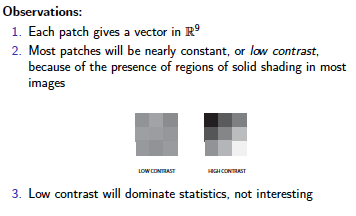 Observations:
1. Each patch gives a vector in ℝ⁹
2. Most patches will be nearly constant, or low contrast,
because of the presence of regions of solid shading in most
images
LOW CONTRAST HIGH CONTRAST
3. Low contrast will dominate statistics, not interesting